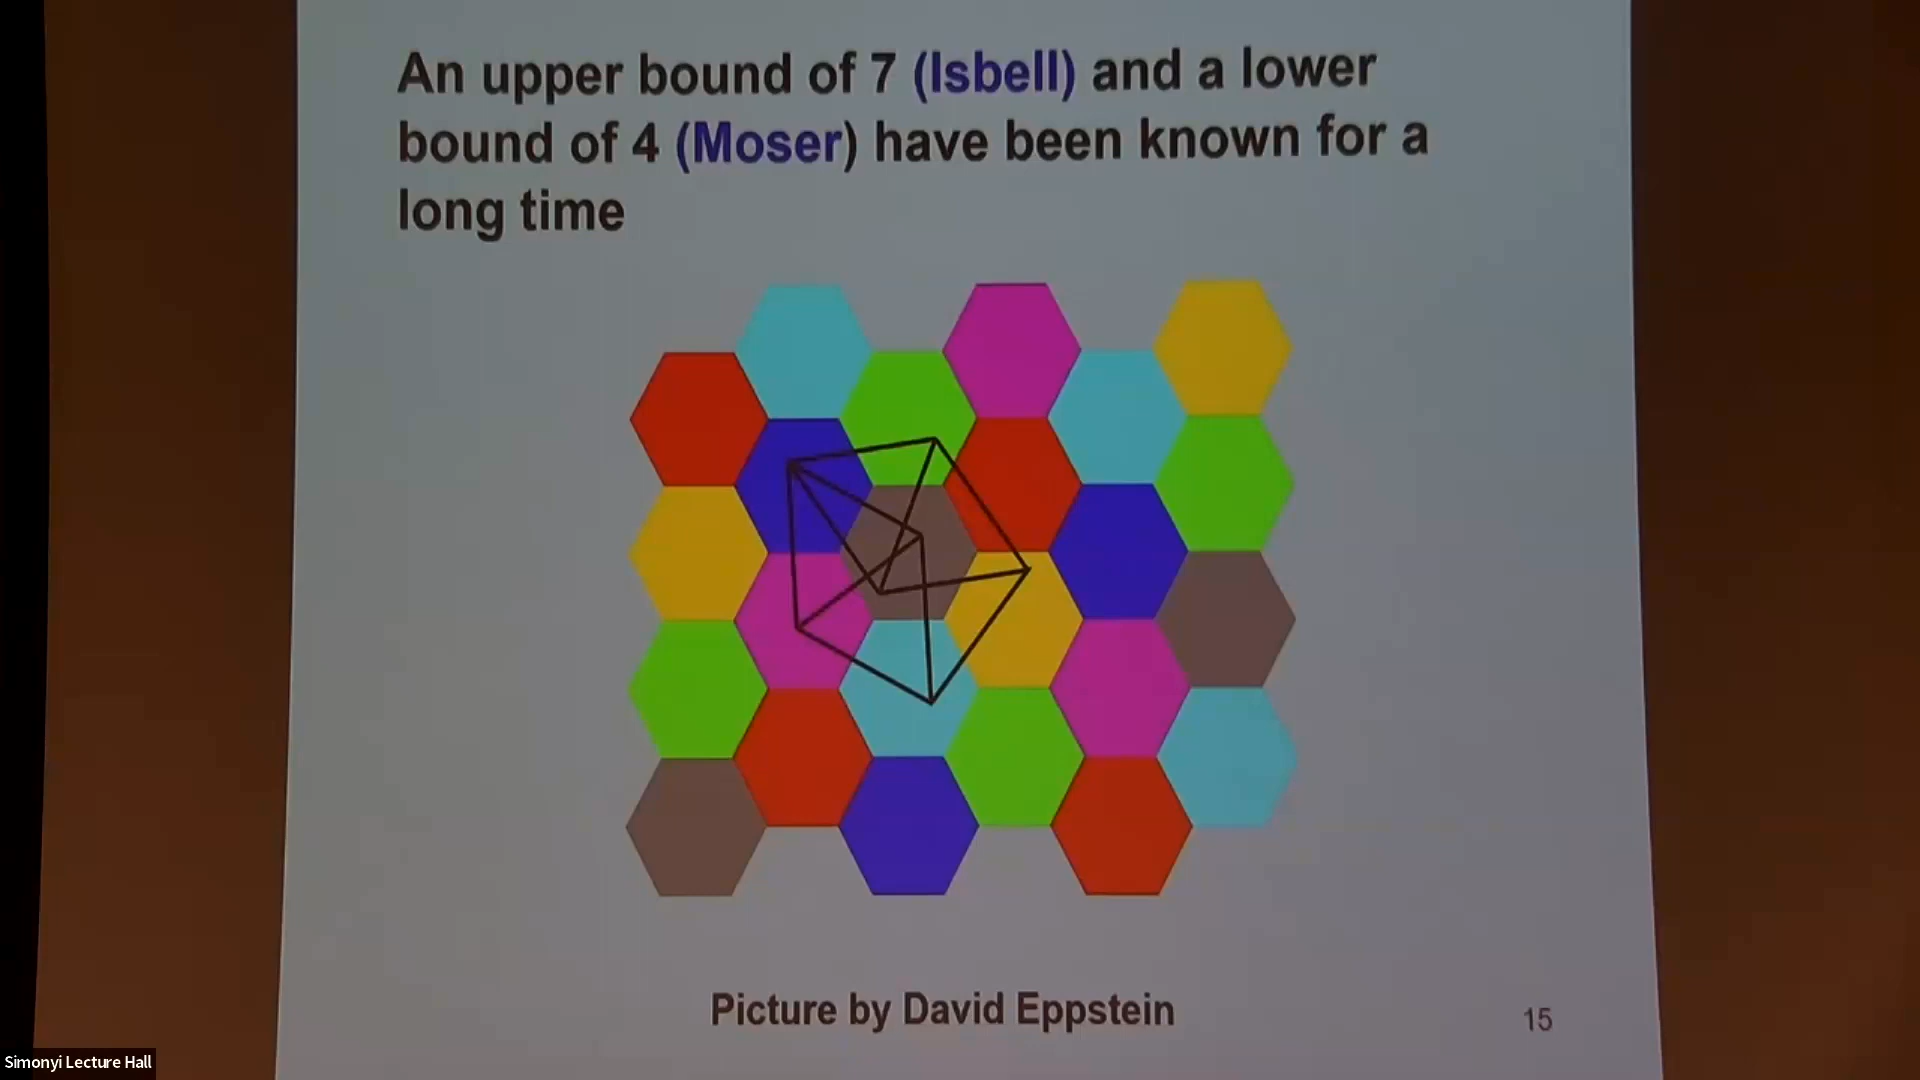 An upper bound of 7 (Isbell) and a lower
bound of 4 (Moser) have been known for a
long time
Picture by David Eppstein
15
Simonyi Lecture Hall